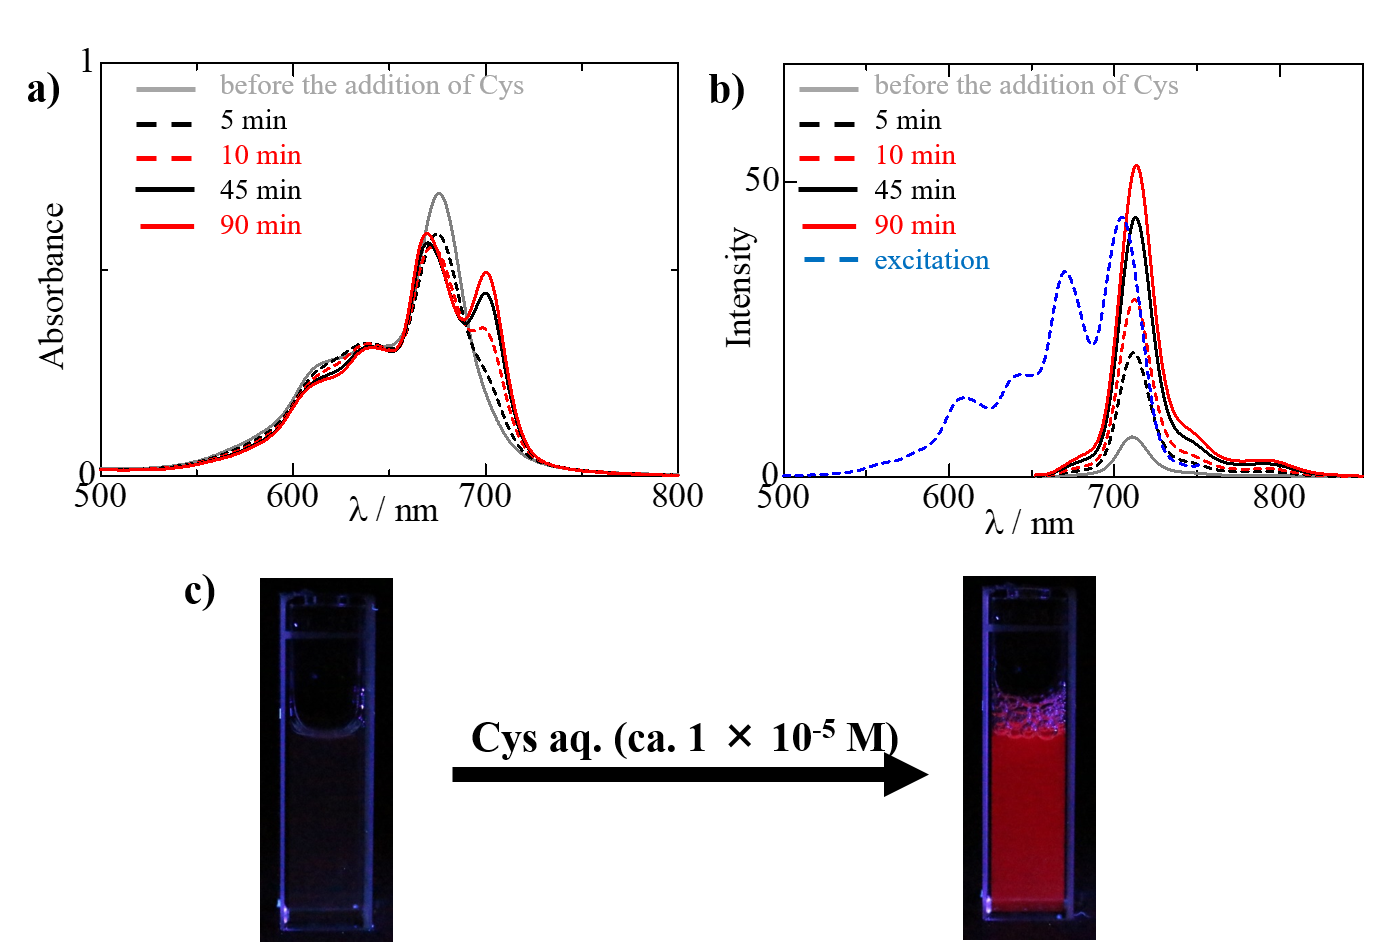 a)
before the addition of Cys
5 min
10 min
45 min
90 min
Absorbance
1
0
500
600
700
800
λ / nm
b)
before the addition of Cys
5 min
10 min
45 min
90 min
excitation
Intensity
50
0
500
600
700
800
λ / nm
c)
Cys aq. (ca. 1 × 10⁻⁵ M)